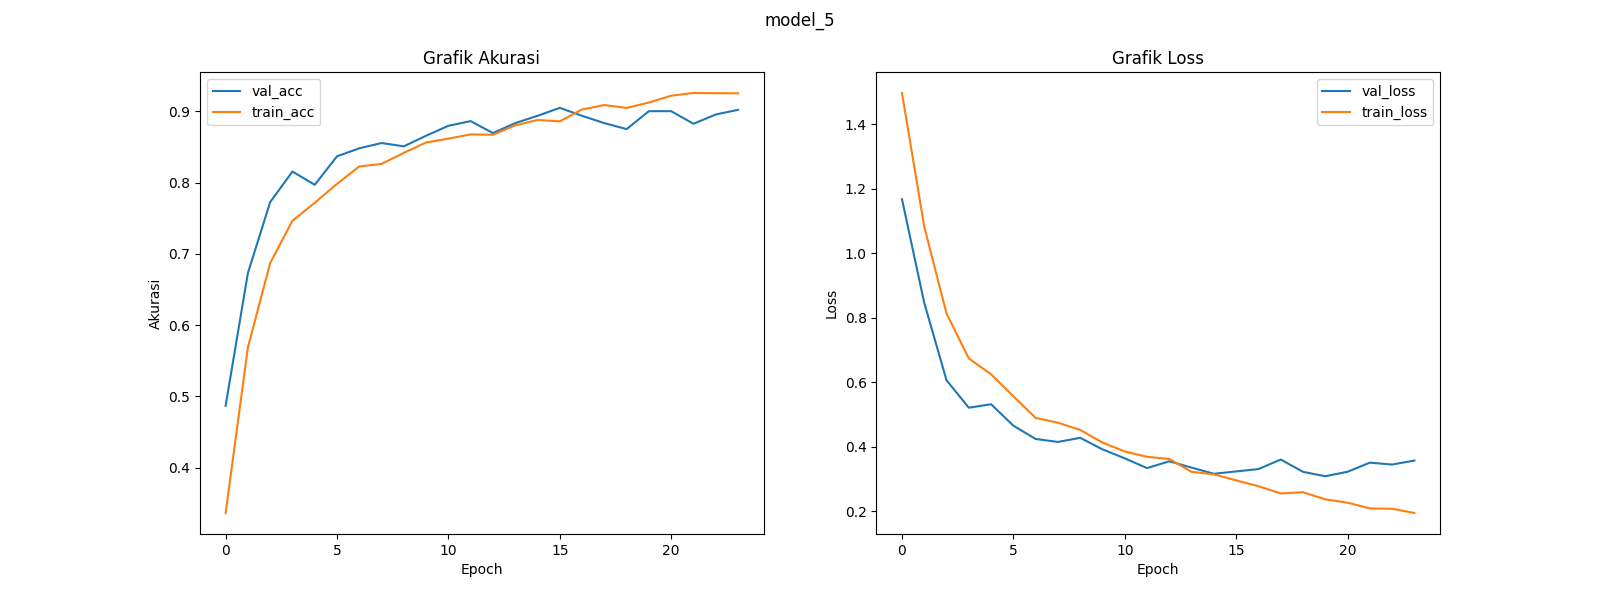 model_5
Grafik Akurasi
val_acc
train_acc
0.9
0.8
0.7
0.6
0.5
0.4
Akurasi
0 5 10 15 20
Epoch
Grafik Loss
val_loss
train_loss
1.4
1.2
1.0
0.8
0.6
0.4
0.2
Loss
0 5 10 15 20
Epoch